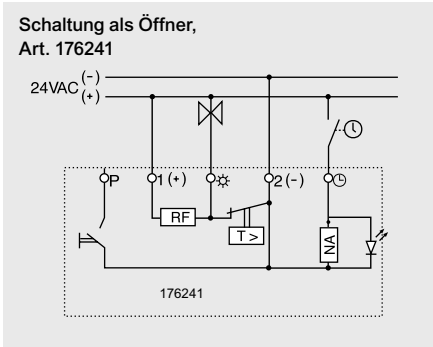 Schaltung als Öffner,
Art. 176241
24VAC (-)
(+)
P 1 (+) 2 (-)
RF
T >
NA
176241